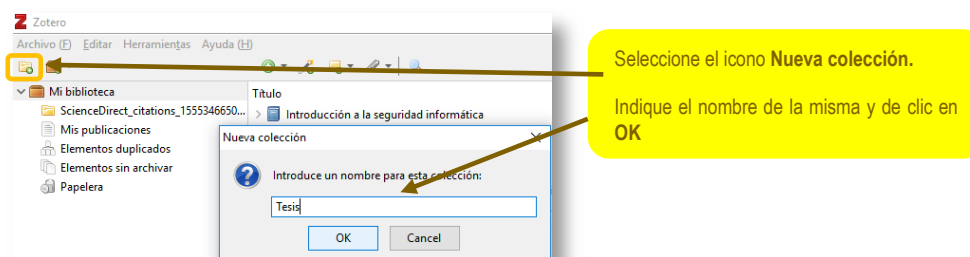 Zotero
Archivo (F) Editar Herramientas Ayuda (H)
Mi biblioteca
ScienceDirect_citations_1555346650...
Mis publicaciones
Elementos duplicados
Elementos sin archivar
Papelera
Título
Introducción a la seguridad informática
Nueva colección
Introduce un nombre para esta colección:
Tesis
OK Cancel
Seleccione el icono Nueva colección.
Indique el nombre de la misma y de clic en
OK